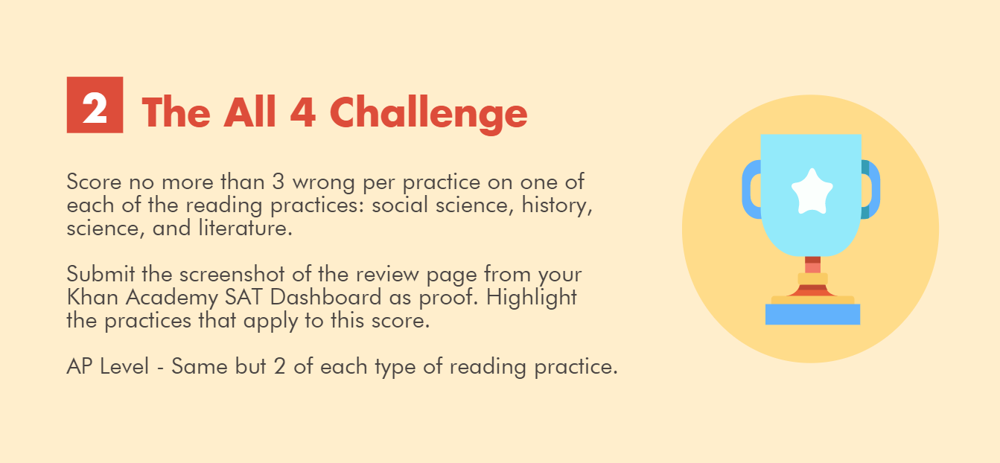 2 The All 4 Challenge
Score no more than 3 wrong per practice on one of
each of the reading practices: social science, history,
science, and literature.
Submit the screenshot of the review page from your
Khan Academy SAT Dashboard as proof. Highlight
the practices that apply to this score.
AP Level - Same but 2 of each type of reading practice.